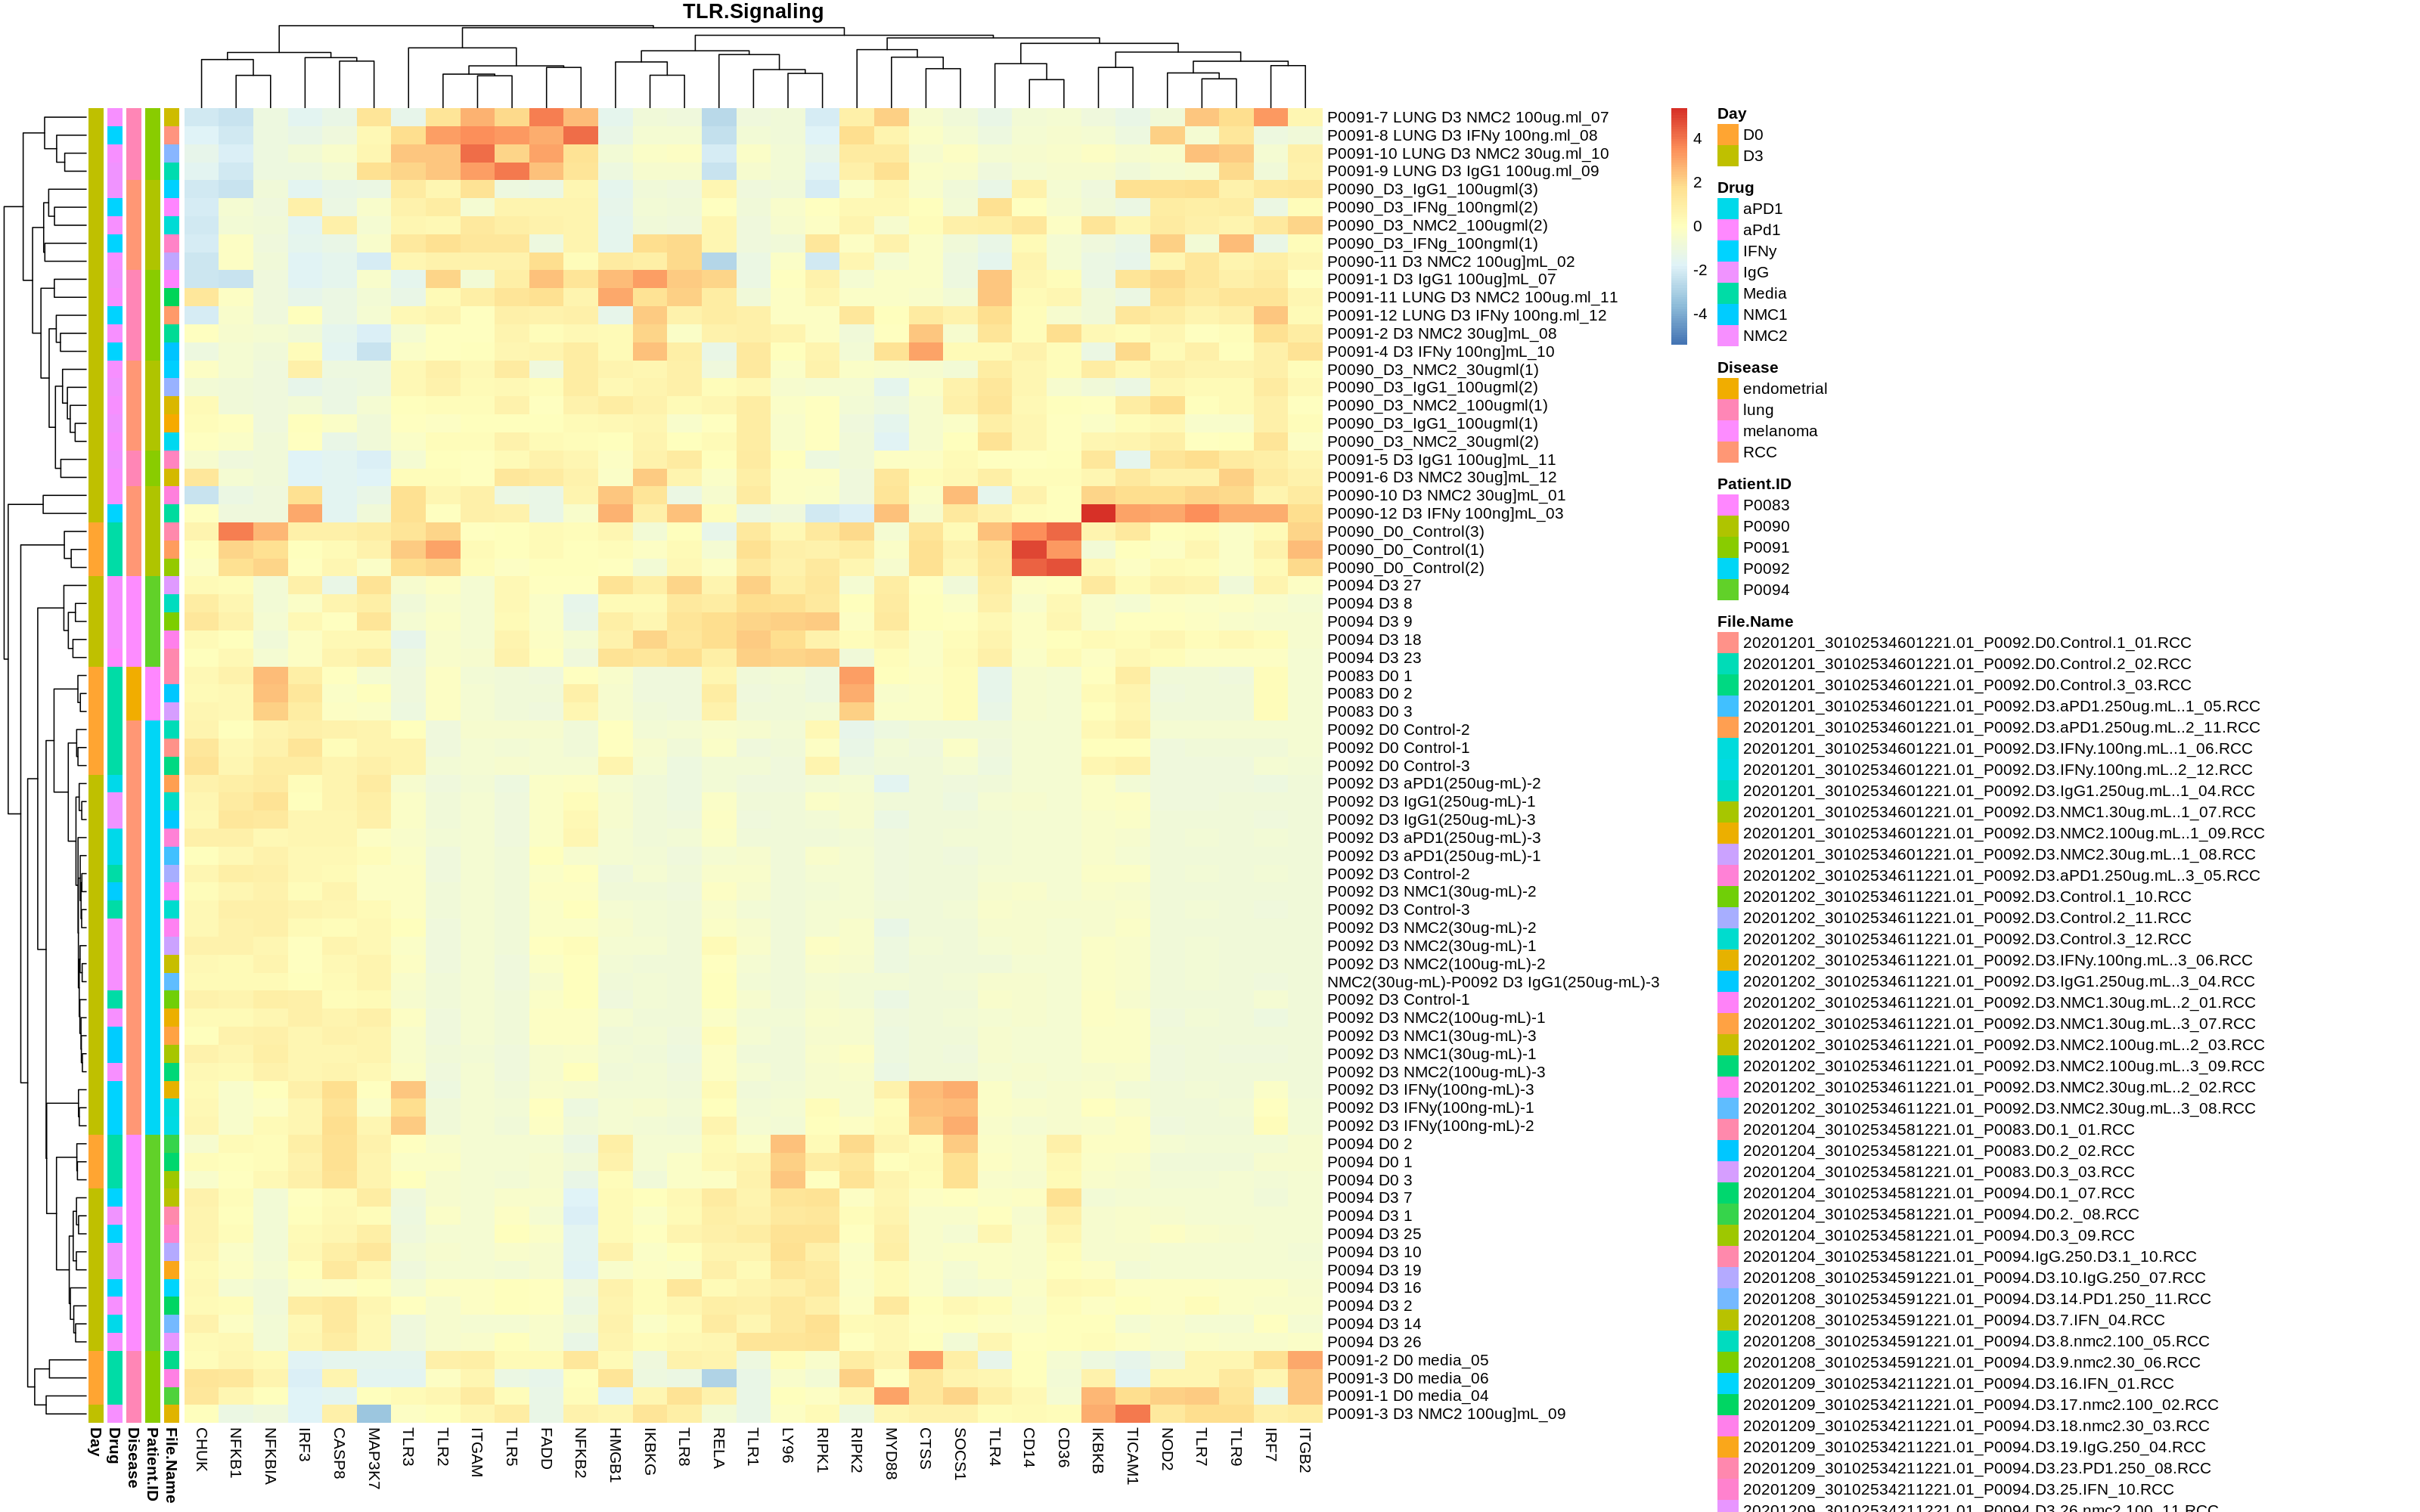 TLR.Signaling
P0091-7 LUNG D3 NMC2 100ug.ml_07
P0091-8 LUNG D3 IFNy 100ng.ml_08
P0091-10 LUNG D3 NMC2 30ug.ml_10
P0091-9 LUNG D3 IgG1 100ug.ml_09
P0090_D3_IgG1_100ugml(3)
P0090_D3_IFNg_100ngml(2)
P0090_D3_NMC2_100ugml(2)
P0090_D3_IFNg_100ngml(1)
P0090-11 D3 NMC2 100ug]mL_02
P0091-1 D3 IgG1 100ug]mL_07
P0091-11 LUNG D3 NMC2 100ug.ml_11
P0091-12 LUNG D3 IFNy 100ng.ml_12
P0091-2 D3 NMC2 30ug]mL_08
P0091-4 D3 IFNy 100ng]mL_10
P0090_D3_NMC2_30ugml(1)
P0090_D3_IgG1_100ugml(2)
P0090_D3_NMC2_100ugml(1)
P0090_D3_IgG1_100ugml(1)
P0090_D3_NMC2_30ugml(2)
P0091-5 D3 IgG1 100ug]mL_11
P0091-6 D3 NMC2 30ug]mL_12
P0090-10 D3 NMC2 30ug]mL_01
P0090-12 D3 IFNy 100ng]mL_03
P0090_D0_Control(3)
P0090_D0_Control(1)
P0090_D0_Control(2)
P0094 D3 27
P0094 D3 8
P0094 D3 9
P0094 D3 18
P0094 D3 23
P0083 D0 1
P0083 D0 2
P0083 D0 3
P0092 D0 Control-2
P0092 D0 Control-1
P0092 D0 Control-3
P0092 D3 aPD1(250ug-mL)-2
P0092 D3 IgG1(250ug-mL)-1
P0092 D3 IgG1(250ug-mL)-3
P0092 D3 aPD1(250ug-mL)-3
P0092 D3 aPD1(250ug-mL)-1
P0092 D3 Control-2
P0092 D3 NMC1(30ug-mL)-2
P0092 D3 Control-3
P0092 D3 NMC2(30ug-mL)-2
P0092 D3 NMC2(30ug-mL)-1
P0092 D3 NMC2(100ug-mL)-2
NMC2(30ug-mL)-P0092 D3 IgG1(250ug-mL)-3
P0092 D3 Control-1
P0092 D3 NMC2(100ug-mL)-1
P0092 D3 NMC1(30ug-mL)-3
P0092 D3 NMC1(30ug-mL)-1
P0092 D3 NMC2(100ug-mL)-3
P0092 D3 IFNy(100ng-mL)-3
P0092 D3 IFNy(100ng-mL)-1
P0092 D3 IFNy(100ng-mL)-2
P0094 D0 2
P0094 D0 1
P0094 D0 3
P0094 D3 7
P0094 D3 1
P0094 D3 25
P0094 D3 10
P0094 D3 19
P0094 D3 16
P0094 D3 2
P0094 D3 14
P0094 D3 26
P0091-2 D0 media_05
P0091-3 D0 media_06
P0091-1 D0 media_04
P0091-3 D3 NMC2 100ug]mL_09
Day
Drug
Disease
Patient.ID
File.Name
CHUK
NFKB1
NFKBIA
IRF3
CASP8
MAP3K7
TLR3
TLR2
ITGAM
TLR5
FADD
NFKB2
HMGB1
IKBKG
TLR8
RELA
TLR1
LY96
RIPK1
RIPK2
MYD88
CTSS
SOCS1
TLR4
CD14
CD36
IKBKB
TICAM1
NOD2
TLR7
TLR9
IRF7
ITGB2
4
2
0
-2
-4
Day
D0
D3
Drug
aPD1
aPd1
IFNy
IgG
Media
NMC1
NMC2
Disease
endometrial
lung
melanoma
RCC
Patient.ID
P0083
P0090
P0091
P0092
P0094
File.Name
20201201_30102534601221.01_P0092.D0.Control.1_01.RCC
20201201_30102534601221.01_P0092.D0.Control.2_02.RCC
20201201_30102534601221.01_P0092.D0.Control.3_03.RCC
20201201_30102534601221.01_P0092.D3.aPD1.250ug.mL..1_05.RCC
20201201_30102534601221.01_P0092.D3.aPD1.250ug.mL..2_11.RCC
20201201_30102534601221.01_P0092.D3.IFNy.100ng.mL..1_06.RCC
20201201_30102534601221.01_P0092.D3.IFNy.100ng.mL..2_12.RCC
20201201_30102534601221.01_P0092.D3.IgG1.250ug.mL..1_04.RCC
20201201_30102534601221.01_P0092.D3.NMC1.30ug.mL..1_07.RCC
20201201_30102534601221.01_P0092.D3.NMC2.100ug.mL..1_09.RCC
20201201_30102534601221.01_P0092.D3.NMC2.30ug.mL..1_08.RCC
20201202_30102534611221.01_P0092.D3.aPD1.250ug.mL..3_05.RCC
20201202_30102534611221.01_P0092.D3.Control.1_10.RCC
20201202_30102534611221.01_P0092.D3.Control.2_11.RCC
20201202_30102534611221.01_P0092.D3.Control.3_12.RCC
20201202_30102534611221.01_P0092.D3.IFNy.100ng.mL..3_06.RCC
20201202_30102534611221.01_P0092.D3.IgG1.250ug.mL..3_04.RCC
20201202_30102534611221.01_P0092.D3.NMC1.30ug.mL..2_01.RCC
20201202_30102534611221.01_P0092.D3.NMC1.30ug.mL..3_07.RCC
20201202_30102534611221.01_P0092.D3.NMC2.100ug.mL..2_03.RCC
20201202_30102534611221.01_P0092.D3.NMC2.100ug.mL..3_09.RCC
20201202_30102534611221.01_P0092.D3.NMC2.30ug.mL..2_02.RCC
20201202_30102534611221.01_P0092.D3.NMC2.30ug.mL..3_08.RCC
20201204_30102534581221.01_P0083.D0.1_01.RCC
20201204_30102534581221.01_P0083.D0.2_02.RCC
20201204_30102534581221.01_P0083.D0.3_03.RCC
20201204_30102534581221.01_P0094.D0.1_07.RCC
20201204_30102534581221.01_P0094.D0.2._08.RCC
20201204_30102534581221.01_P0094.D0.3_09.RCC
20201204_30102534581221.01_P0094.IgG.250.D3.1_10.RCC
20201208_30102534591221.01_P0094.D3.10.IgG.250_07.RCC
20201208_30102534591221.01_P0094.D3.14.PD1.250_11.RCC
20201208_30102534591221.01_P0094.D3.7.IFN_04.RCC
20201208_30102534591221.01_P0094.D3.8.nmc2.100_05.RCC
20201208_30102534591221.01_P0094.D3.9.nmc2.30_06.RCC
20201209_30102534211221.01_P0094.D3.16.IFN_01.RCC
20201209_30102534211221.01_P0094.D3.17.nmc2.100_02.RCC
20201209_30102534211221.01_P0094.D3.18.nmc2.30_03.RCC
20201209_30102534211221.01_P0094.D3.19.IgG.250_04.RCC
20201209_30102534211221.01_P0094.D3.23.PD1.250_08.RCC
20201209_30102534211221.01_P0094.D3.25.IFN_10.RCC
20201209_30102534211221.01_P0094.D3.26.nmc2.100_11.RCC